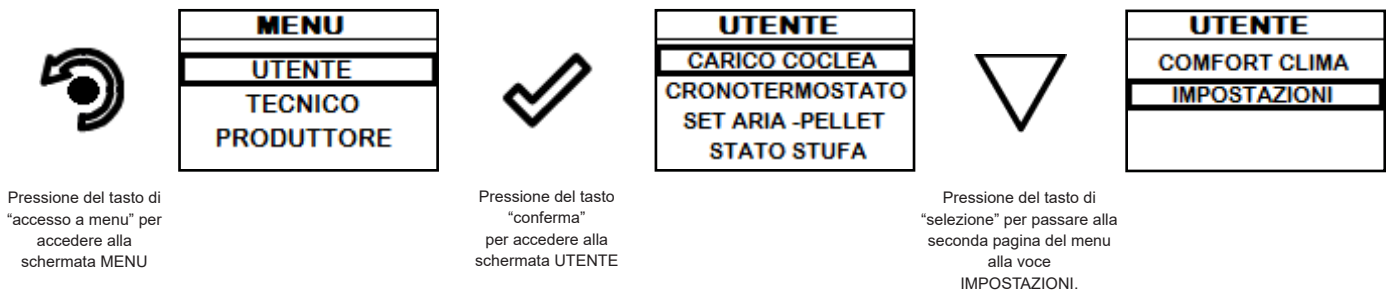 MENU
UTENTE
TECNICO
PRODUTTORE
UTENTE
CARICO COCLEA
CRONOTERMOSTATO
SET ARIA -PELLET
STATO STUFA
UTENTE
COMFORT CLIMA
IMPOSTAZIONI
Pressione del tasto di
“accesso a menu” per
accedere alla
schermata MENU
Pressione del tasto
“conferma”
per accedere alla
schermata UTENTE
Pressione del tasto di
“selezione” per passare alla
seconda pagina del menu
alla voce
IMPOSTAZIONI.